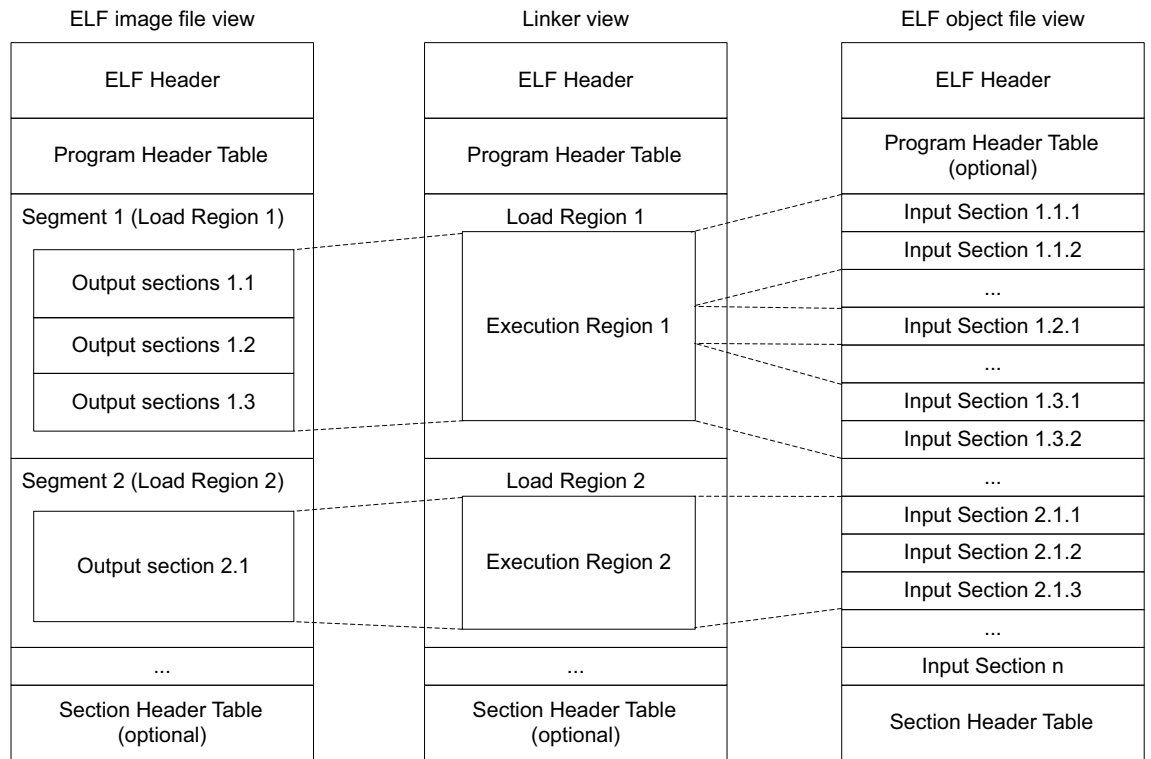 ELF image file view
ELF Header
Program Header Table
Segment 1 (Load Region 1)
Output sections 1.1
Output sections 1.2
Output sections 1.3
Segment 2 (Load Region 2)
Output section 2.1
...
Section Header Table
(optional)
Linker view
ELF Header
Program Header Table
Load Region 1
Execution Region 1
Load Region 2
Execution Region 2
...
Section Header Table
(optional)
ELF object file view
ELF Header
Program Header Table
(optional)
Input Section 1.1.1
Input Section 1.1.2
...
Input Section 1.2.1
...
Input Section 1.3.1
Input Section 1.3.2
...
Input Section 2.1.1
Input Section 2.1.2
Input Section 2.1.3
...
Input Section n
Section Header Table